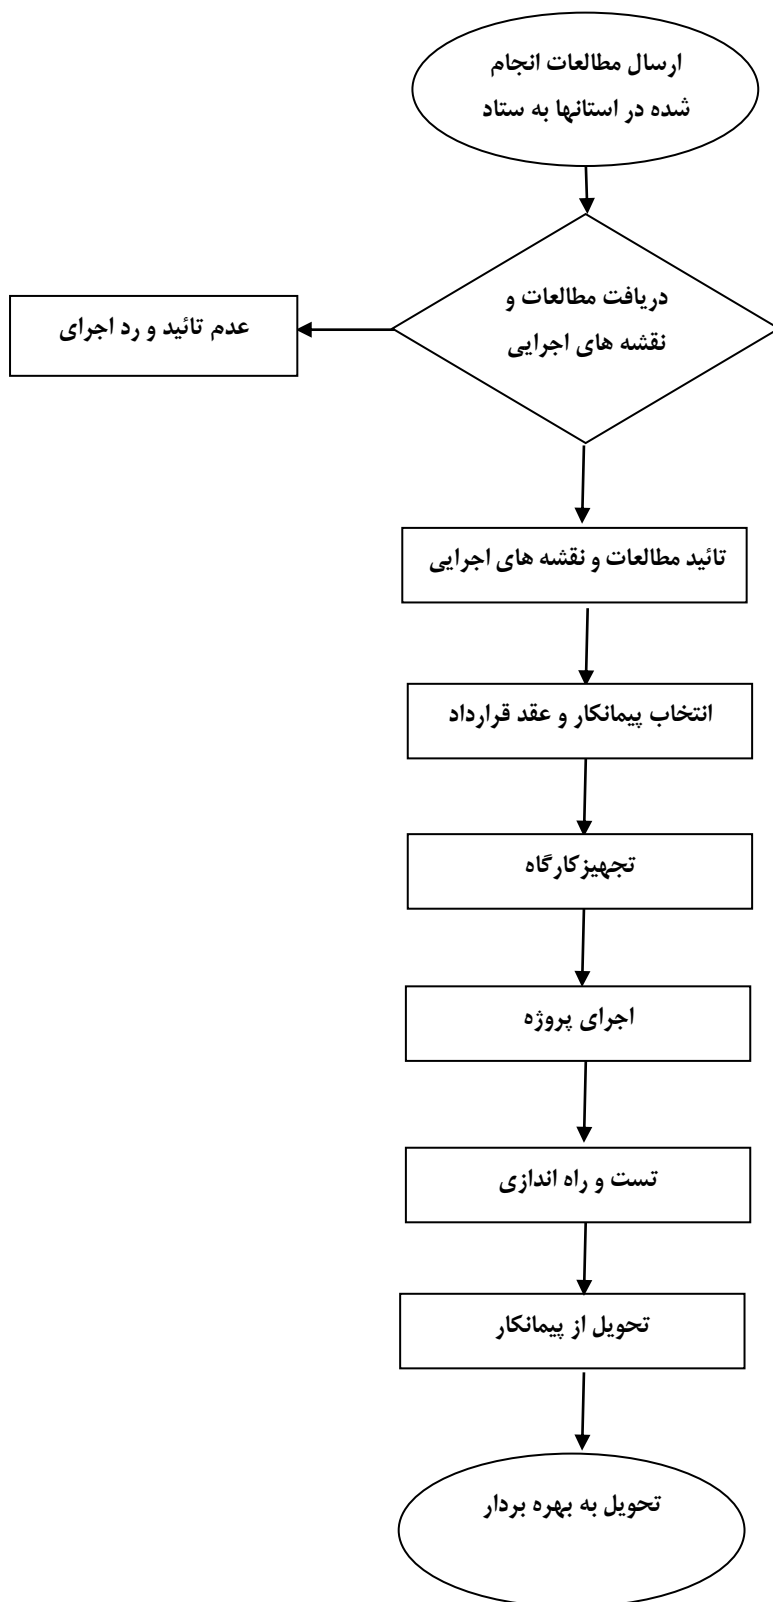 ارسال مطالعات انجام
شده در استانها به ستاد
دریافت مطالعات و
نقشه های اجرایی
عدم تائید و رد اجرای
تائید مطالعات و نقشه های اجرایی
انتخاب پیمانکار و عقد قرارداد
تجهیزکارگاه
اجرای پروژه
تست و راه اندازی
تحویل از پیمانکار
تحویل به بهره بردار